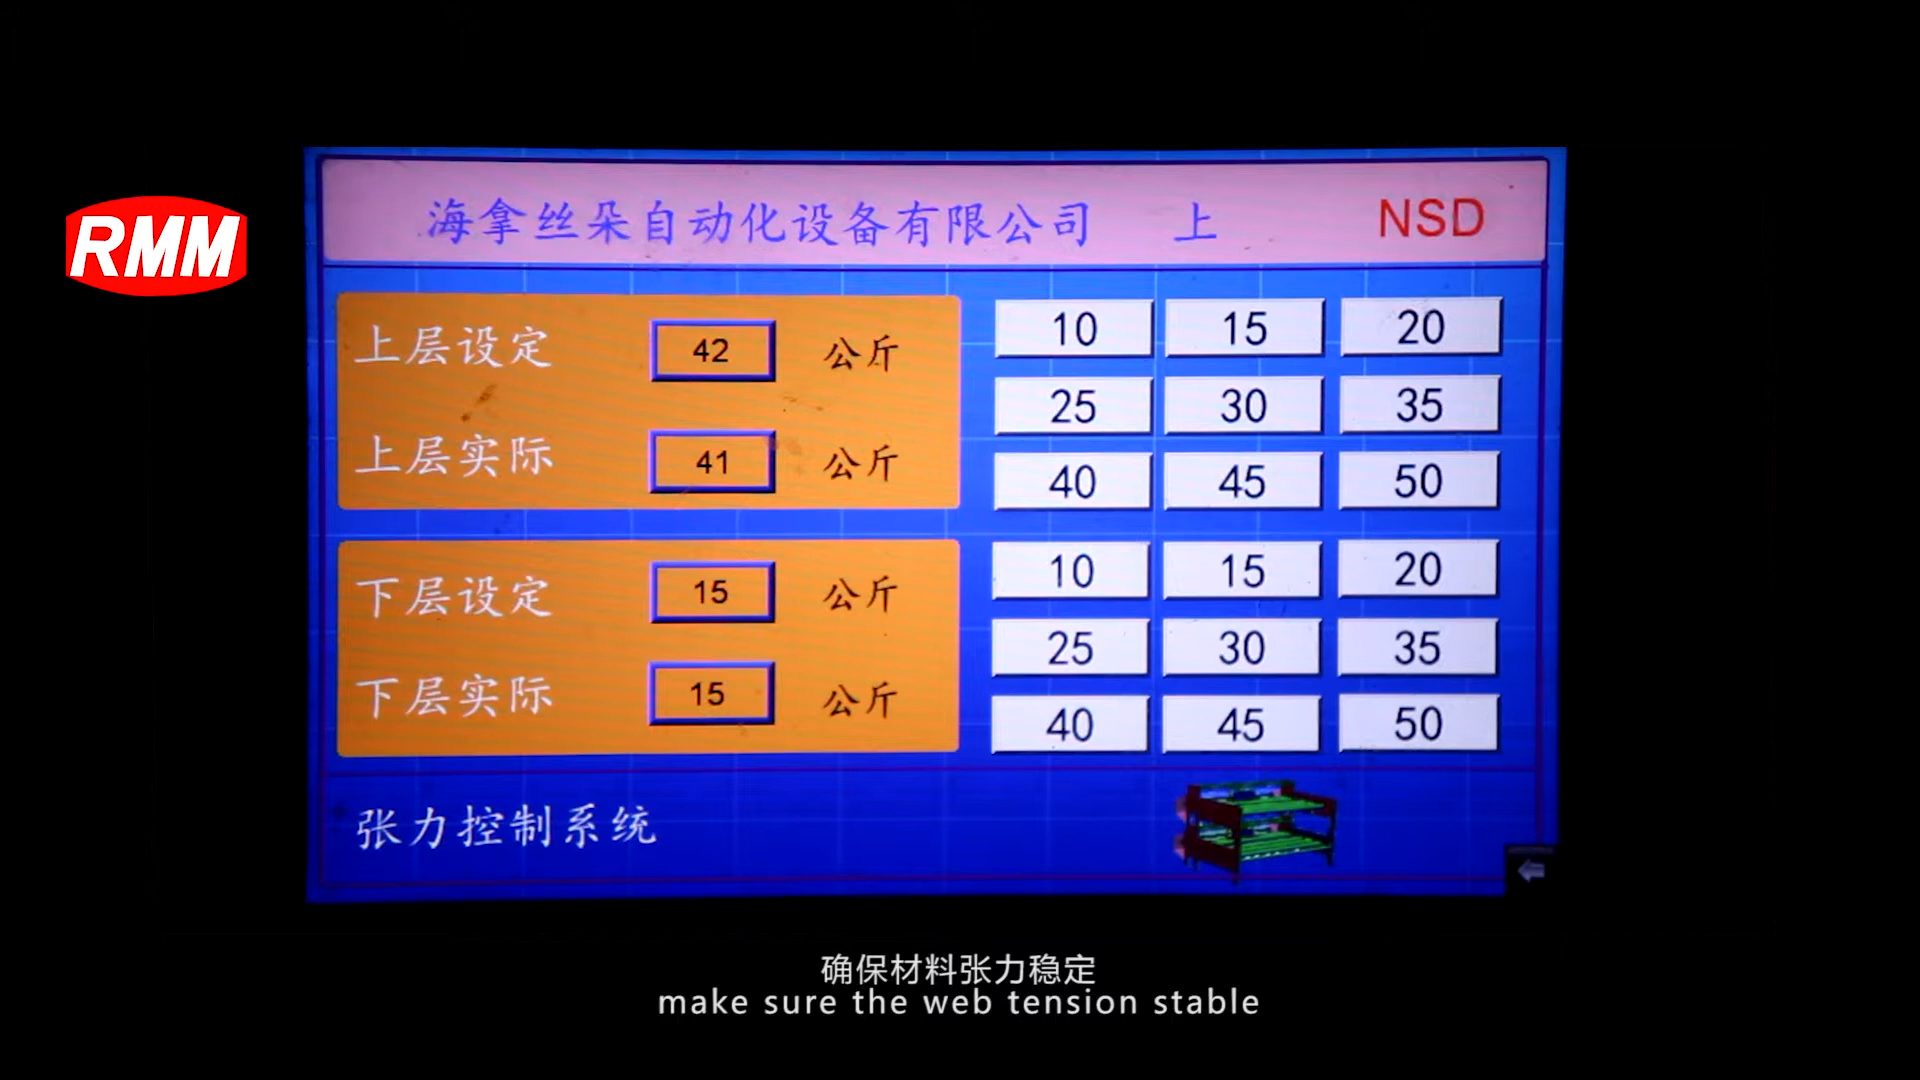 RMM
海拿丝朵自动化设备有限公司 上 NSD
上层设定 42 公斤
上层实际 41 公斤
10 15 20
25 30 35
40 45 50
下层设定 15 公斤
下层实际 15 公斤
10 15 20
25 30 35
40 45 50
张力控制系统
确保材料张力稳定
make sure the web tension stable